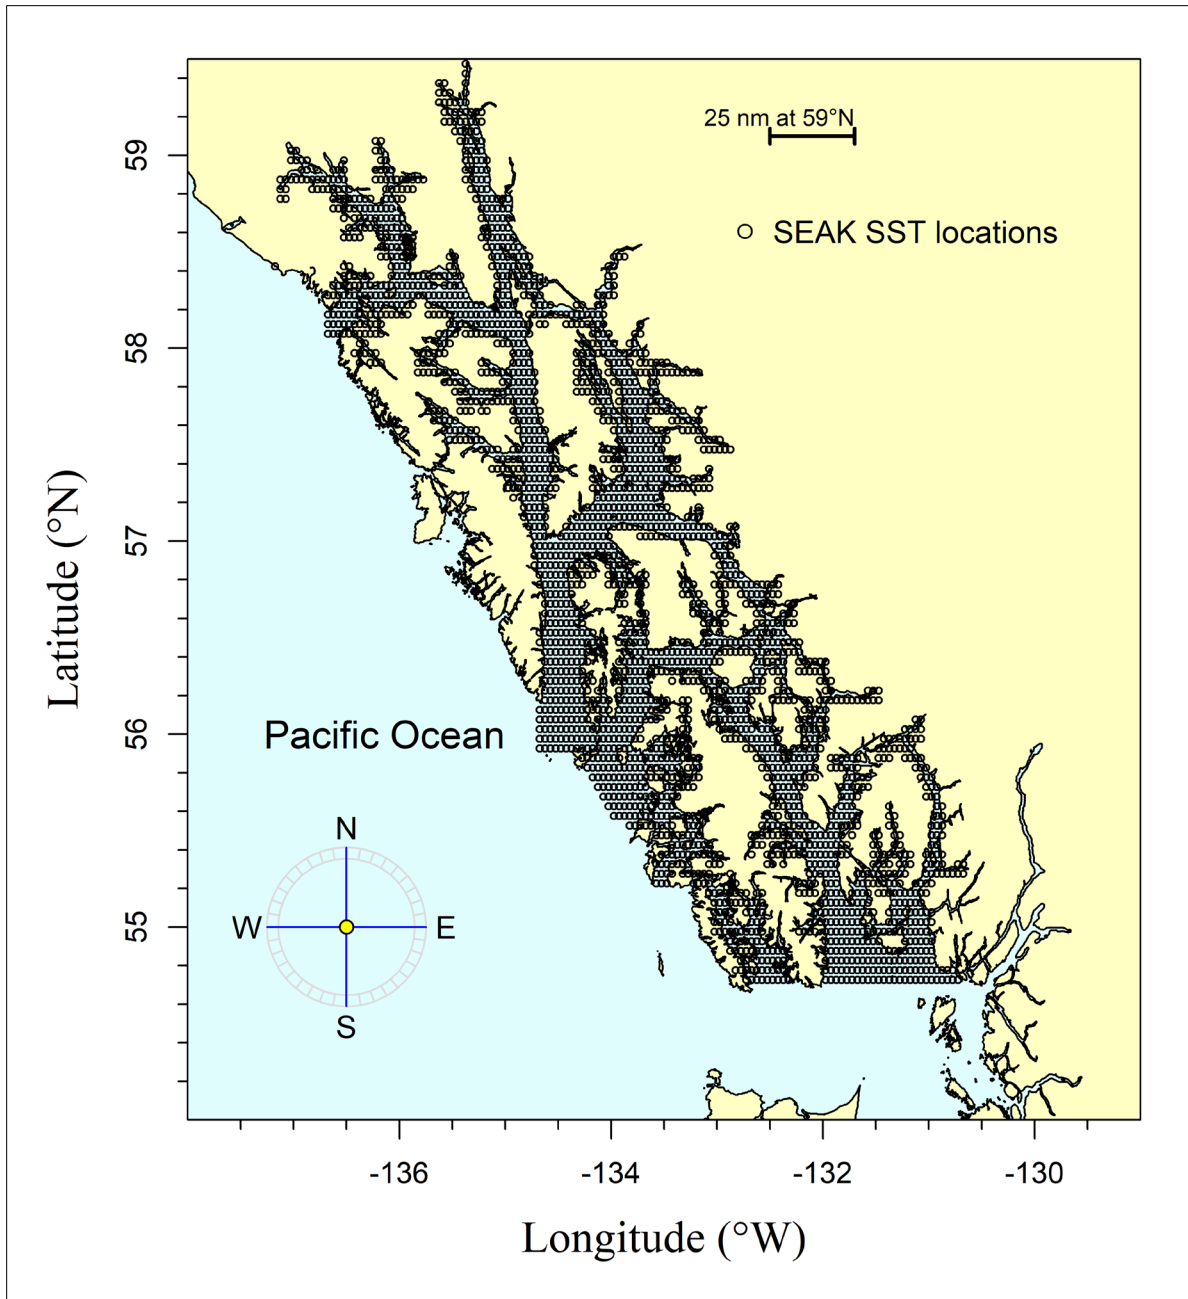 25 nm at 59°N
SEAK SST locations
59
58
57
56
55
Latitude (°N)
Pacific Ocean
N
W
E
S
-136
-134
-132
-130
Longitude (°W)